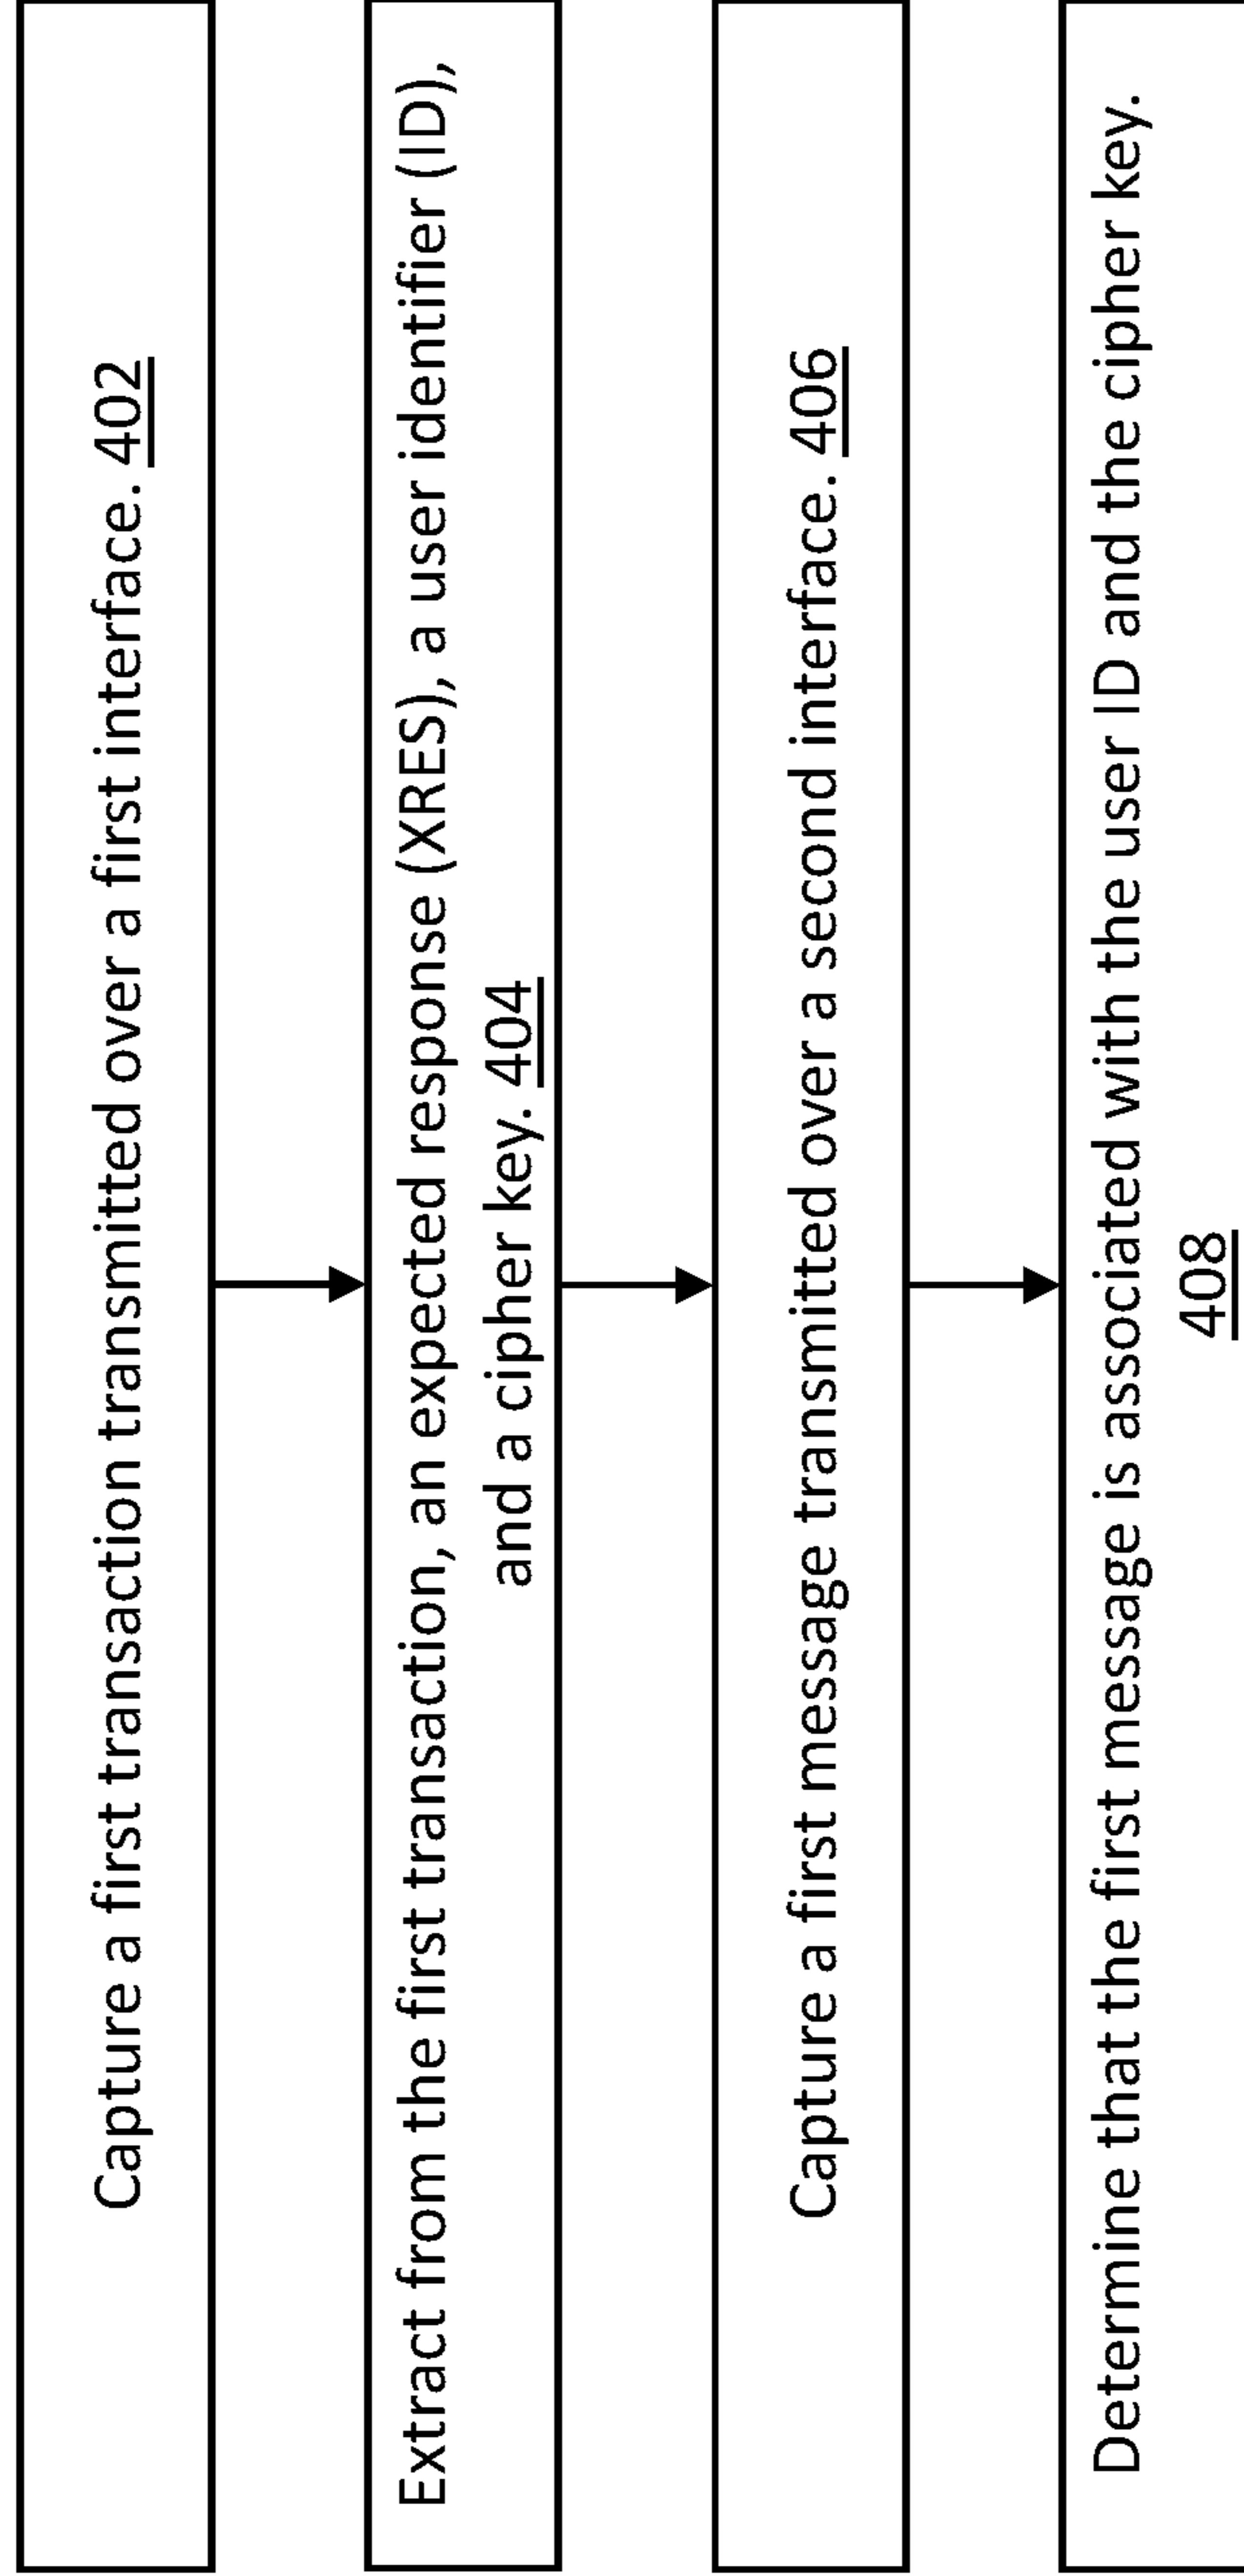 Capture a first transaction transmitted over a first interface. 402
Extract from the first transaction, an expected response (XRES), a user identifier (ID),
and a cipher key. 404
Capture a first message transmitted over a second interface. 406
Determine that the first message is associated with the user ID and the cipher key.
408